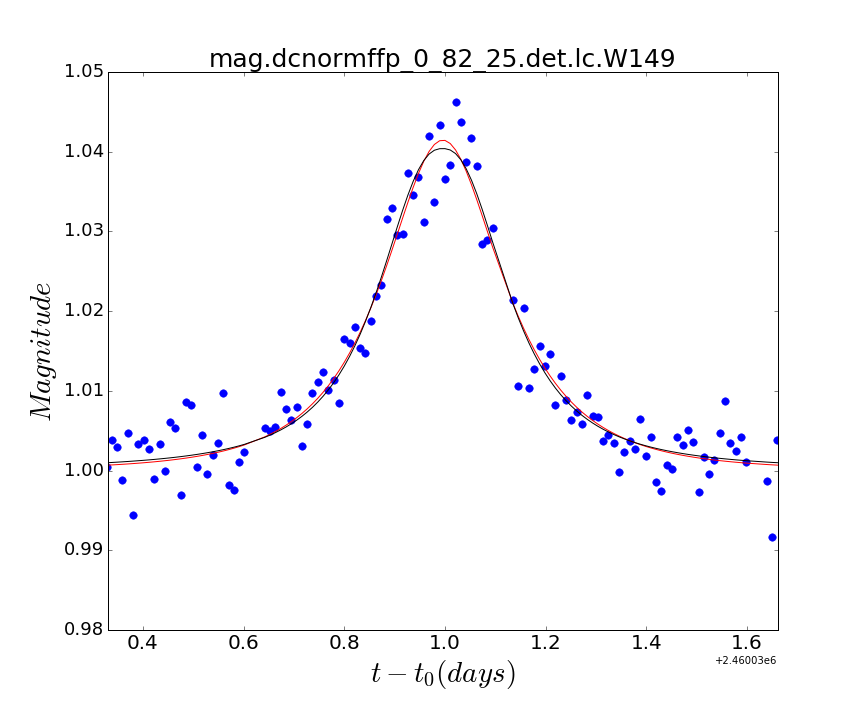 mag.dcnormffp_0_82_25.det.lc.W149
1.05
1.04
1.03
1.02
1.01
1.00
0.99
0.98
Magnitude
0.4 0.6 0.8 1.0 1.2 1.4 1.6
+2.46003e6
t − t₀(days)